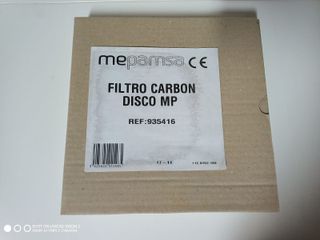 mepamsa CE
FILTRO CARBON
DISCO MP
REF:935416